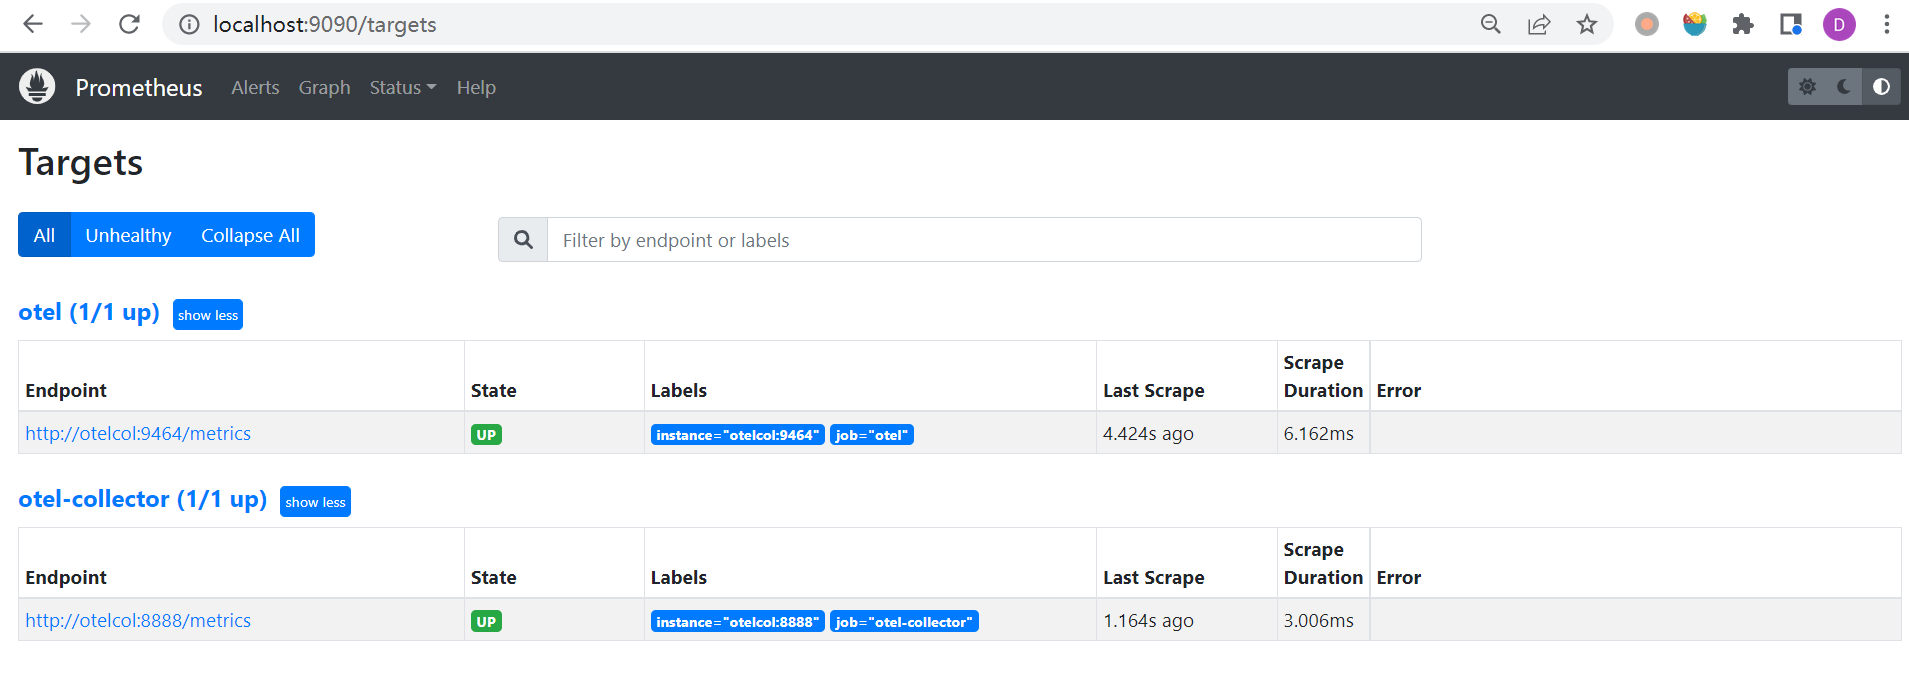 localhost:9090/targets
D
Prometheus Alerts Graph Status Help
Targets
All Unhealthy Collapse All
Filter by endpoint or labels
otel (1/1 up) show less
Endpoint State Labels Last Scrape Scrape Duration Error
http://otelcol:9464/metrics UP instance="otelcol:9464" job="otel" 4.424s ago 6.162ms
otel-collector (1/1 up) show less
Endpoint State Labels Last Scrape Scrape Duration Error
http://otelcol:8888/metrics UP instance="otelcol:8888" job="otel-collector" 1.164s ago 3.006ms